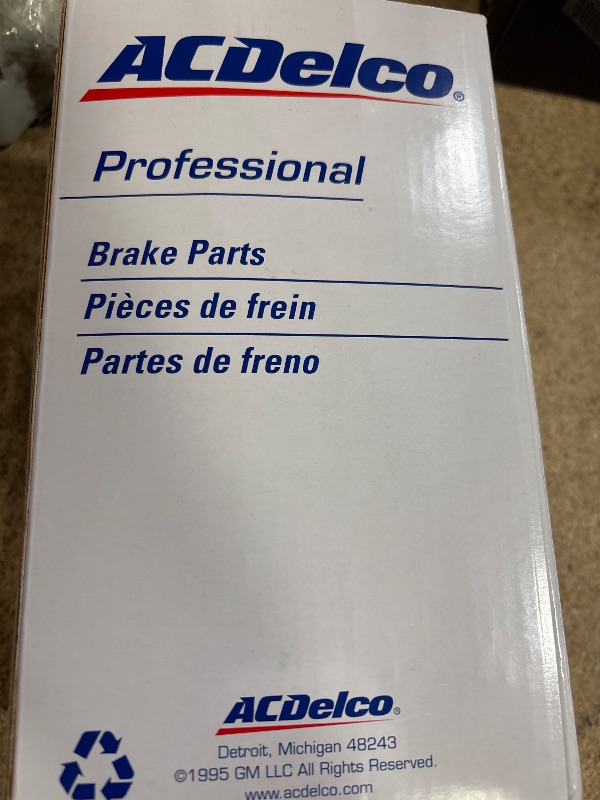 ACDelco®
Professional
Brake Parts
Pièces de frein
Partes de freno
ACDelco®
Detroit, Michigan 48243
©1995 GM LLC All Rights Reserved.
www.acdelco.com